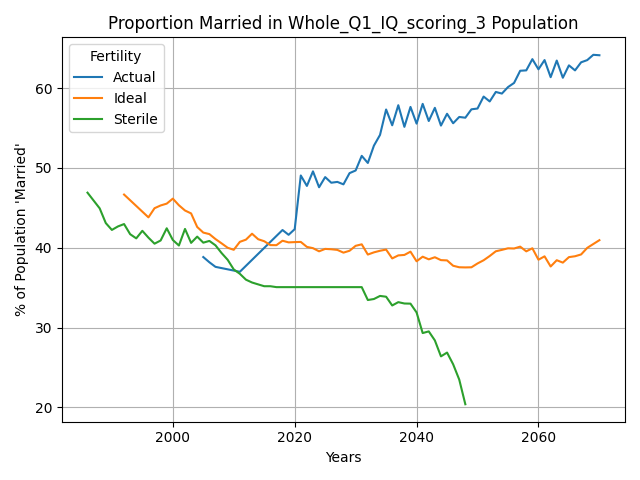 Proportion Married in Whole_Q1_IQ_scoring_3 Population
Fertility
Actual
Ideal
Sterile
% of Population 'Married'
60
50
40
30
20
2000
2020
2040
2060
Years